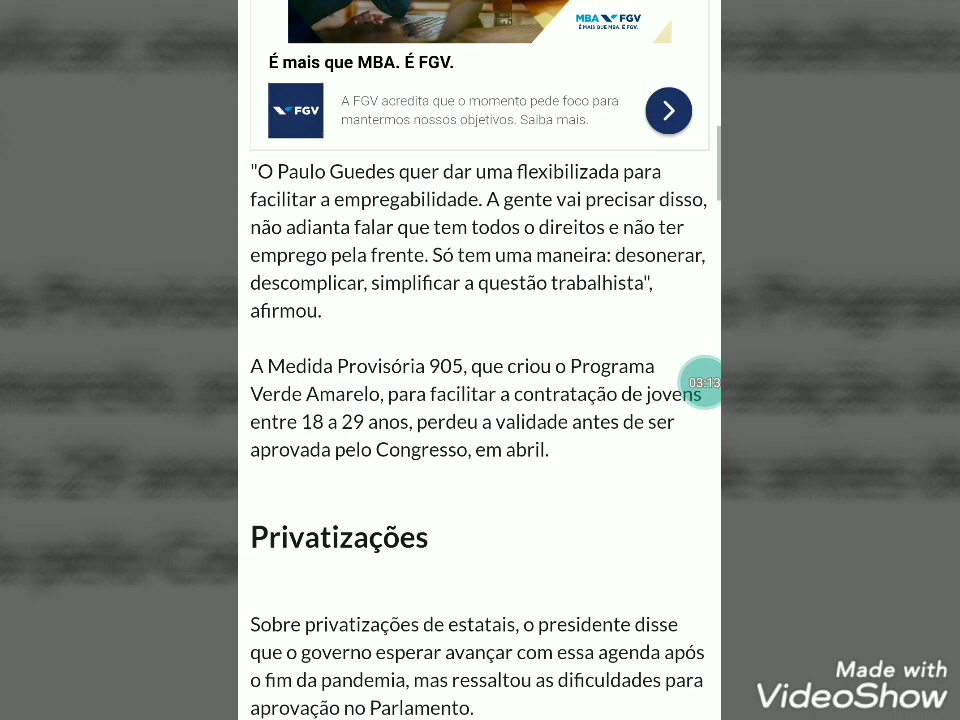 MBA FGV
É MAIS QUE MBA. É FGV.
É mais que MBA. É FGV.
FGV
A FGV acredita que o momento pede foco para
mantermos nossos objetivos. Saiba mais.
"O Paulo Guedes quer dar uma flexibilizada para
facilitar a empregabilidade. A gente vai precisar disso,
não adianta falar que tem todos o direitos e não ter
emprego pela frente. Só tem uma maneira: desonerar,
descomplicar, simplificar a questão trabalhista",
afirmou.
A Medida Provisória 905, que criou o Programa
Verde Amarelo, para facilitar a contratação de jovens
03:13
entre 18 a 29 anos, perdeu a validade antes de ser
aprovada pelo Congresso, em abril.
Privatizações
Sobre privatizações de estatais, o presidente disse
que o governo esperar avançar com essa agenda após
o fim da pandemia, mas ressaltou as dificuldades para
aprovação no Parlamento.
Made with
VideoShow